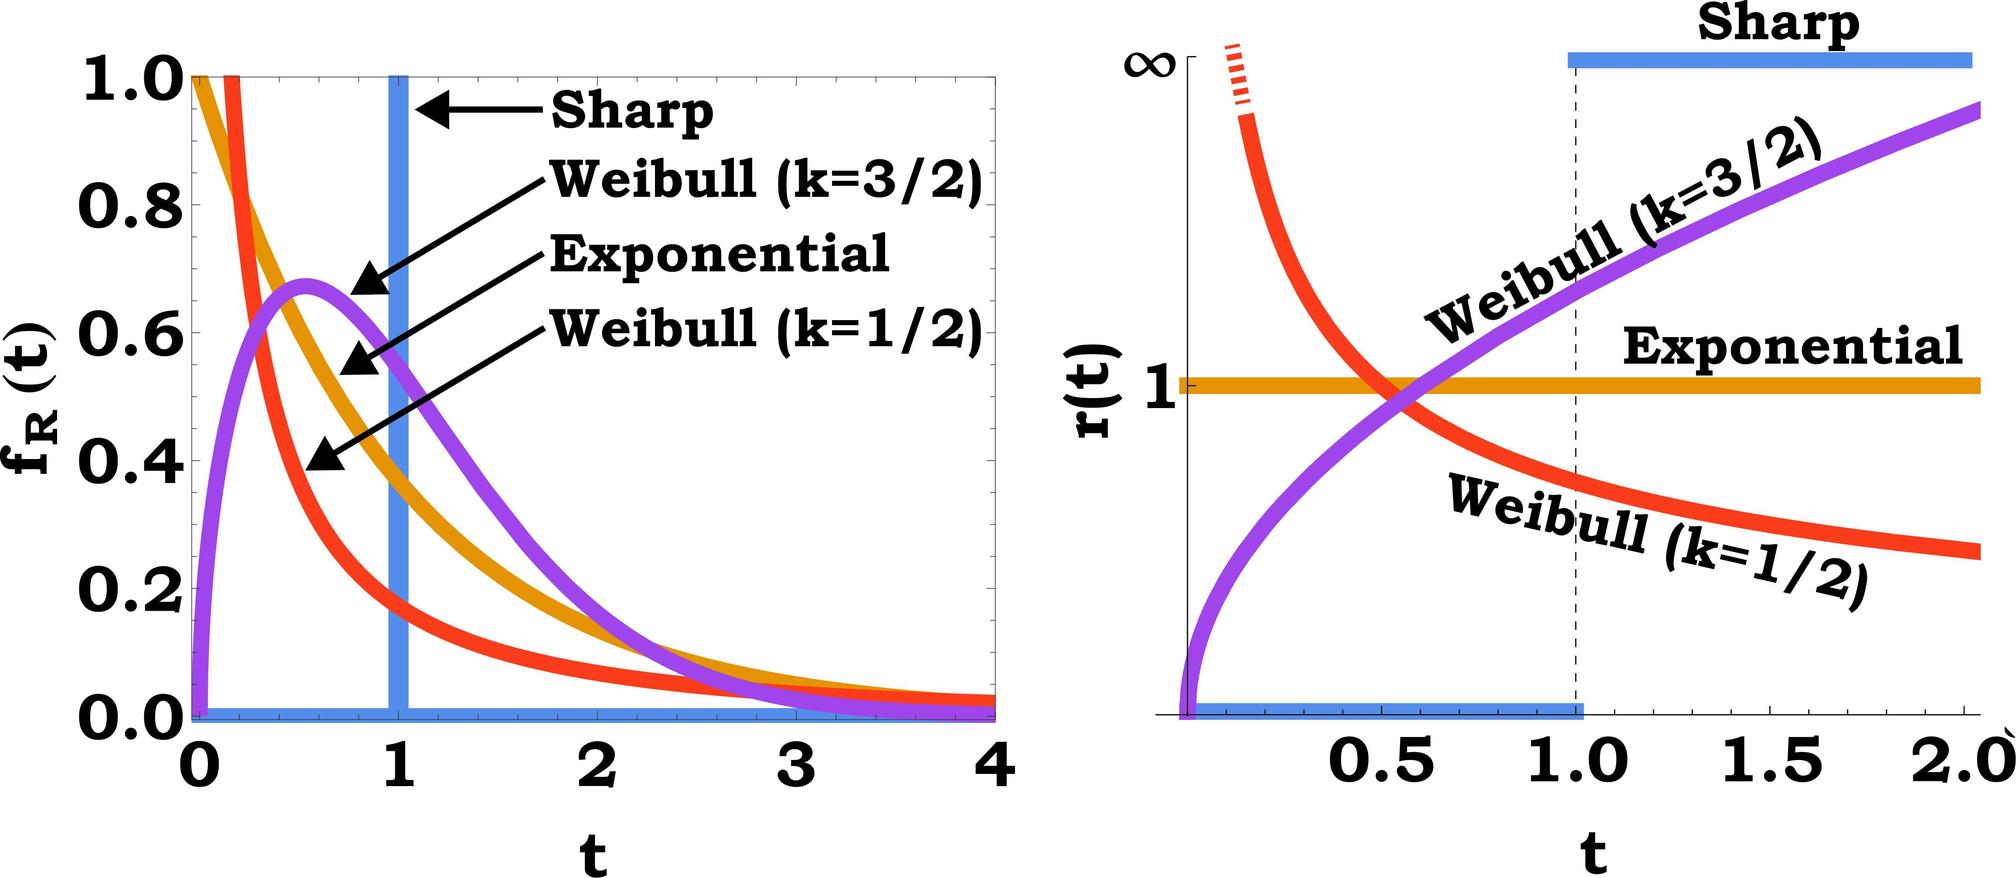 1.0
0.8
0.6
0.4
0.2
0.0
f_R (t)
0 1 2 3 4
t
Sharp
Weibull (k=3/2)
Exponential
Weibull (k=1/2)
∞
1
r(t)
Sharp
Weibull (k=3/2)
Exponential
Weibull (k=1/2)
0.5 1.0 1.5 2.0
t